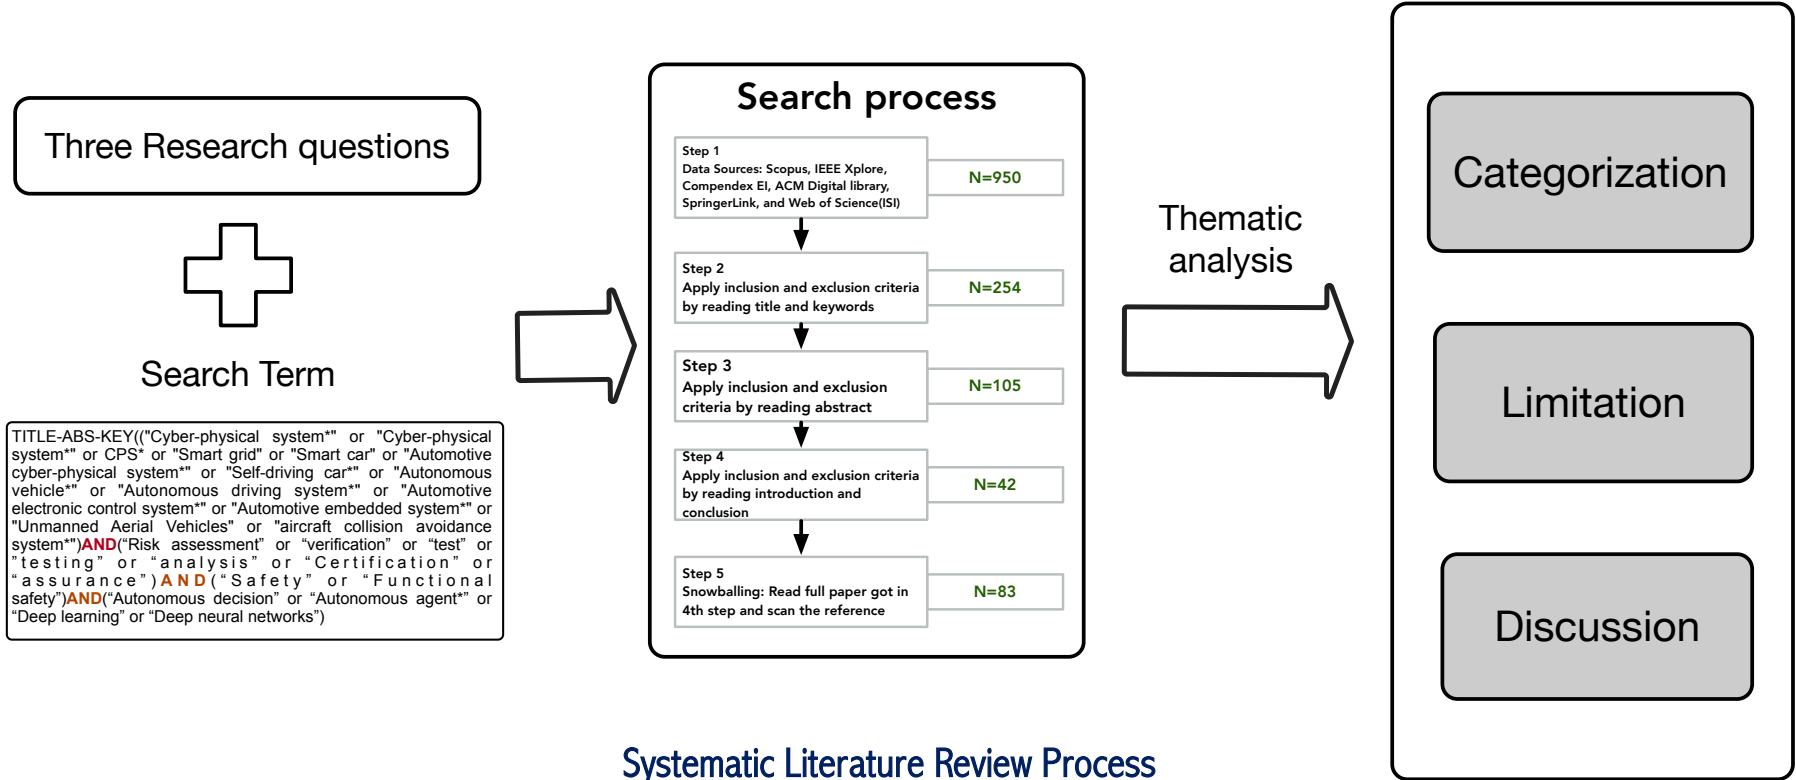 Three Research questions
Search Term
TITLE-ABS-KEY(("Cyber-physical system*" or "Cyber-physical
system*" or CPS* or "Smart grid" or "Smart car" or "Automotive
cyber-physical system*" or "Self-driving car*" or "Autonomous
vehicle*" or "Autonomous driving system*" or "Automotive
electronic control system*" or "Automotive embedded system*" or
"Unmanned Aerial Vehicles" or "aircraft collision avoidance
system*")AND(“Risk assessment” or “verification” or “test” or
”testing” or “analysis” or “Certification” or
“assurance”)AND(“Safety” or “Functional
safety”)AND(“Autonomous decision” or “Autonomous agent*” or
“Deep learning” or “Deep neural networks”)
Search process
Step 1
Data Sources: Scopus, IEEE Xplore,
Compendex EI, ACM Digital library,
SpringerLink, and Web of Science(ISI)
N=950
Step 2
Apply inclusion and exclusion criteria
by reading title and keywords
N=254
Step 3
Apply inclusion and exclusion
criteria by reading abstract
N=105
Step 4
Apply inclusion and exclusion criteria
by reading introduction and
conclusion
N=42
Step 5
Snowballing: Read full paper got in
4th step and scan the reference
N=83
Thematic
analysis
Categorization
Limitation
Discussion
Systematic Literature Review Process